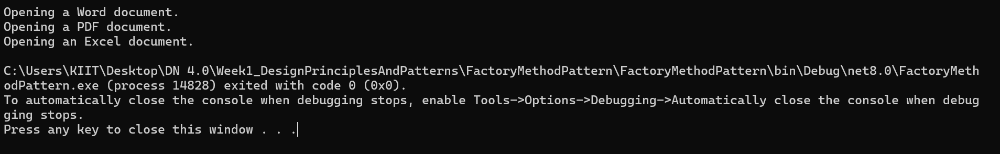 Opening a Word document.
Opening a PDF document.
Opening an Excel document.
C:\Users\KIIT\Desktop\DN 4.0\Week1_DesignPrinciplesAndPatterns\FactoryMethodPattern\FactoryMethodPattern\bin\Debug\net8.0\FactoryMeth
odPattern.exe (process 14828) exited with code 0 (0x0).
To automatically close the console when debugging stops, enable Tools->Options->Debugging->Automatically close the console when debug
ging stops.
Press any key to close this window . . .